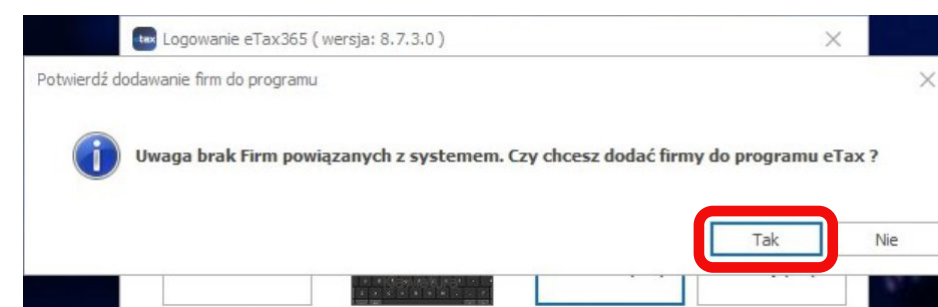 tax Logowanie eTax365 ( wersja: 8.7.3.0 )
Potwierdź dodawanie firm do programu
Uwaga brak Firm powiązanych z systemem. Czy chcesz dodać firmy do programu eTax ?
Tak Nie